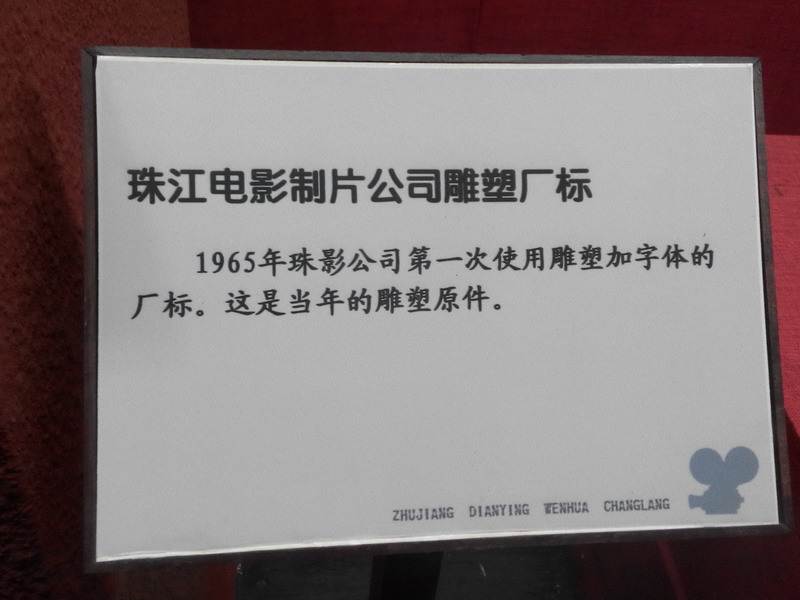 珠江电影制片公司雕塑厂标
1965年珠影公司第一次使用雕塑加字体的
厂标。这是当年的雕塑原件。
ZHUJIANG DIANYING WENHUA CHANGLANG